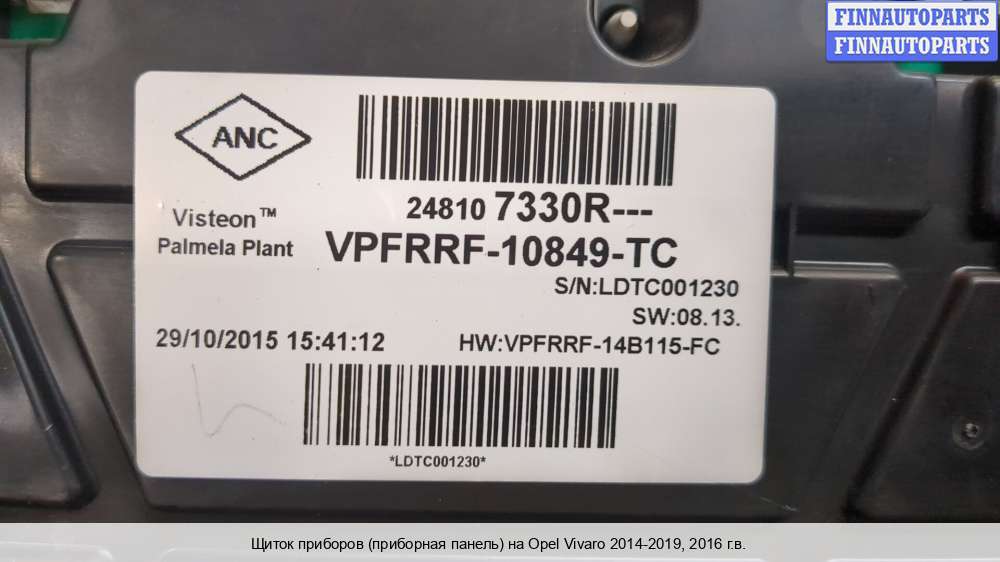 FINNAUTOPARTS
FINNAUTOPARTS
ANC
24810 7330R---
Visteon™
Palmela Plant
VPFRRF-10849-TC
S/N:LDTC001230
SW:08.13.
29/10/2015 15:41:12
HW:VPFRRF-14B115-FC
*LDTC001230*
Щиток приборов (приборная панель) на Opel Vivaro 2014-2019, 2016 г.в.